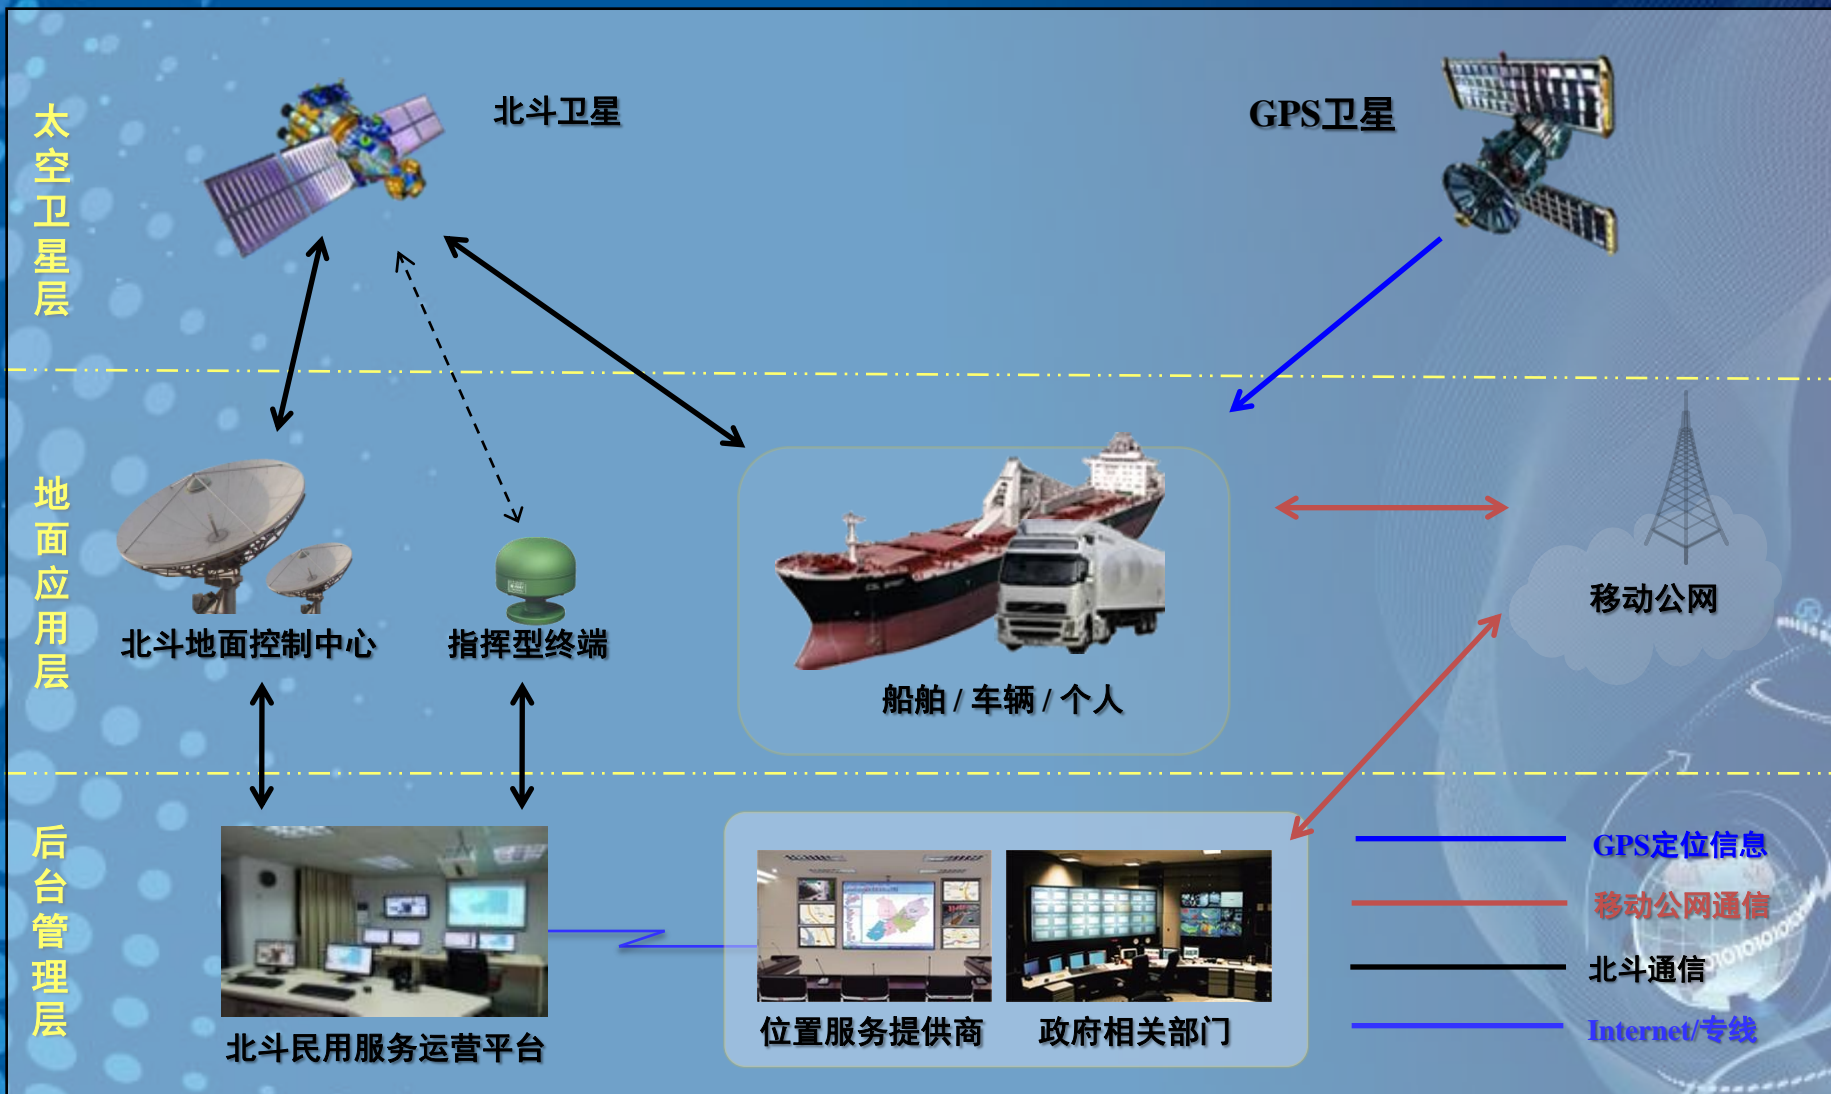 太空卫星层
北斗卫星
GPS卫星
地面应用层
北斗地面控制中心
指挥型终端
船舶 / 车辆 / 个人
移动公网
后台管理层
北斗民用服务运营平台
位置服务提供商
政府相关部门
GPS定位信息
移动公网通信
北斗通信
Internet/专线